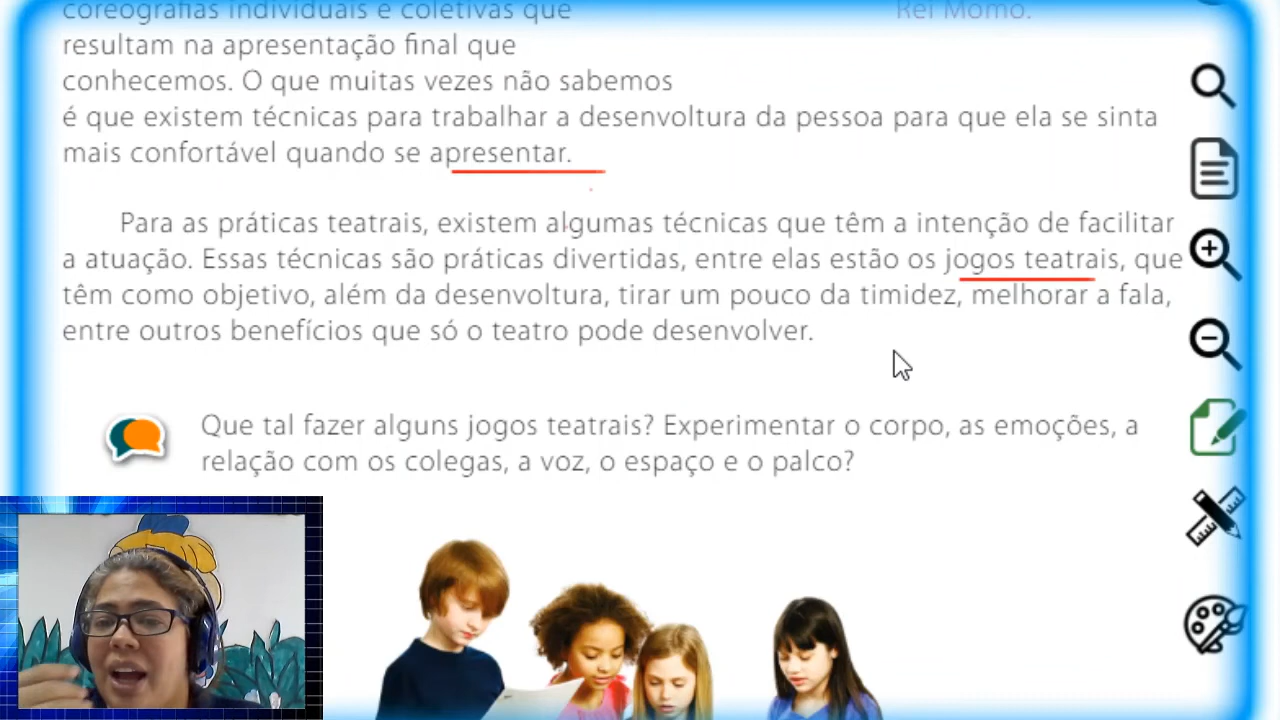 coreografias individuais e coletivas que
Rei Momo.
resultam na apresentação final que
conhecemos. O que muitas vezes não sabemos
é que existem técnicas para trabalhar a desenvoltura da pessoa para que ela se sinta
mais confortável quando se apresentar.
Para as práticas teatrais, existem algumas técnicas que têm a intenção de facilitar
a atuação. Essas técnicas são práticas divertidas, entre elas estão os jogos teatrais, que
têm como objetivo, além da desenvoltura, tirar um pouco da timidez, melhorar a fala,
entre outros benefícios que só o teatro pode desenvolver.
Que tal fazer alguns jogos teatrais? Experimentar o corpo, as emoções, a
relação com os colegas, a voz, o espaço e o palco?